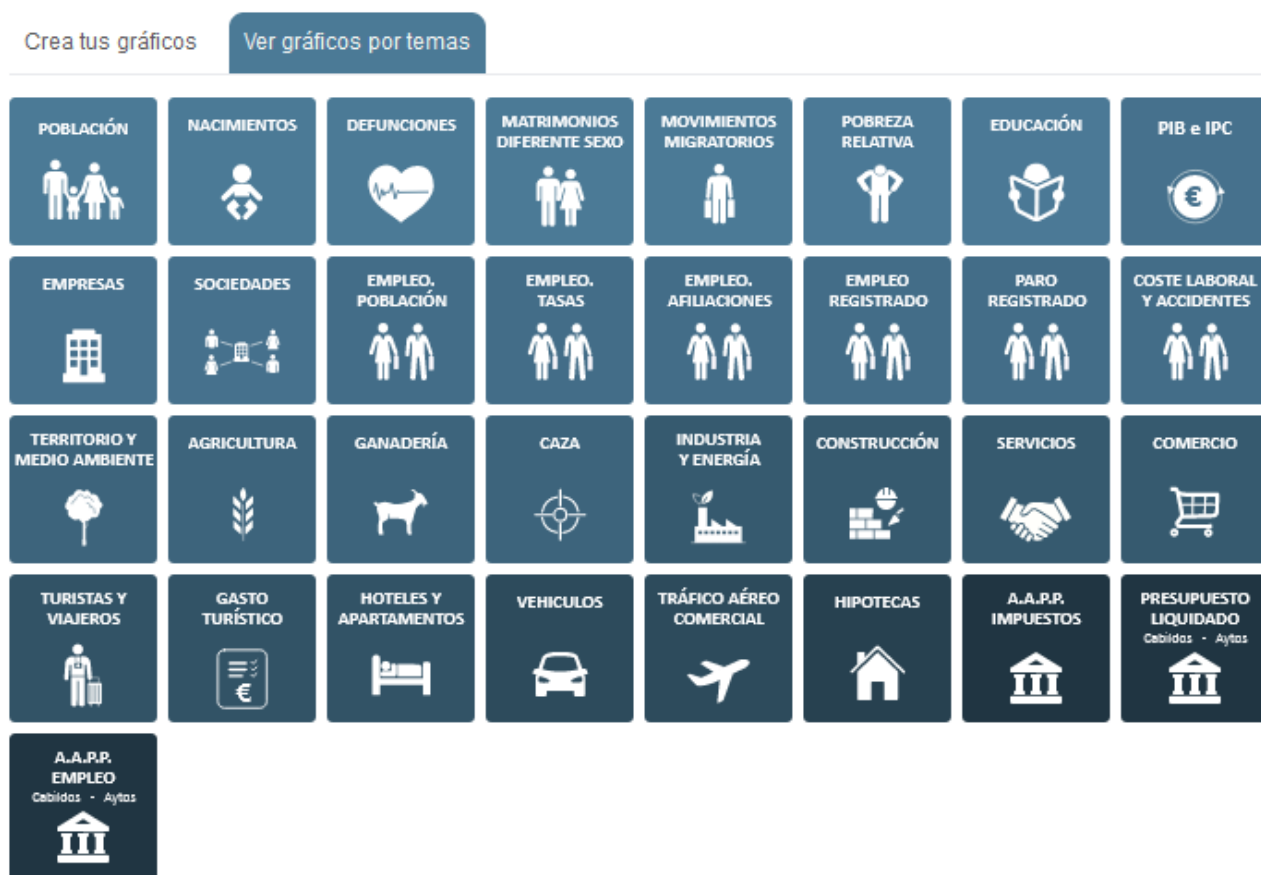 Crea tus gráficos
Ver gráficos por temas
POBLACIÓN
NACIMIENTOS
DEFUNCIONES
MATRIMONIOS
DIFERENTE SEXO
MOVIMIENTOS
MIGRATORIOS
POBREZA
RELATIVA
EDUCACIÓN
PIB e IPC
€
EMPRESAS
SOCIEDADES
EMPLEO.
POBLACIÓN
EMPLEO.
TASAS
EMPLEO.
AFILIACIONES
EMPLEO
REGISTRADO
PARO
REGISTRADO
COSTE LABORAL
Y ACCIDENTES
TERRITORIO Y
MEDIO AMBIENTE
AGRICULTURA
GANADERÍA
CAZA
INDUSTRIA
Y ENERGÍA
CONSTRUCCIÓN
SERVICIOS
COMERCIO
TURISTAS Y
VIAJEROS
GASTO
TURÍSTICO
€
HOTELES Y
APARTAMENTOS
VEHICULOS
TRÁFICO AÉREO
COMERCIAL
HIPOTECAS
A.A.P.P.
IMPUESTOS
PRESUPUESTO
LIQUIDADO
Cabildos - Aytos
A.A.P.P.
EMPLEO
Cabildos - Aytos